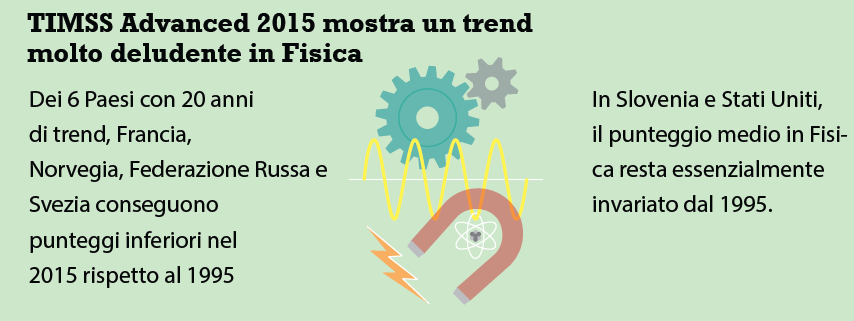 TIMSS Advanced 2015 mostra un trend
molto deludente in Fisica
Dei 6 Paesi con 20 anni
di trend, Francia,
Norvegia, Federazione Russa e
Svezia conseguono
punteggi inferiori nel
2015 rispetto al 1995
In Slovenia e Stati Uniti,
il punteggio medio in Fisi-
ca resta essenzialmente
invariato dal 1995.